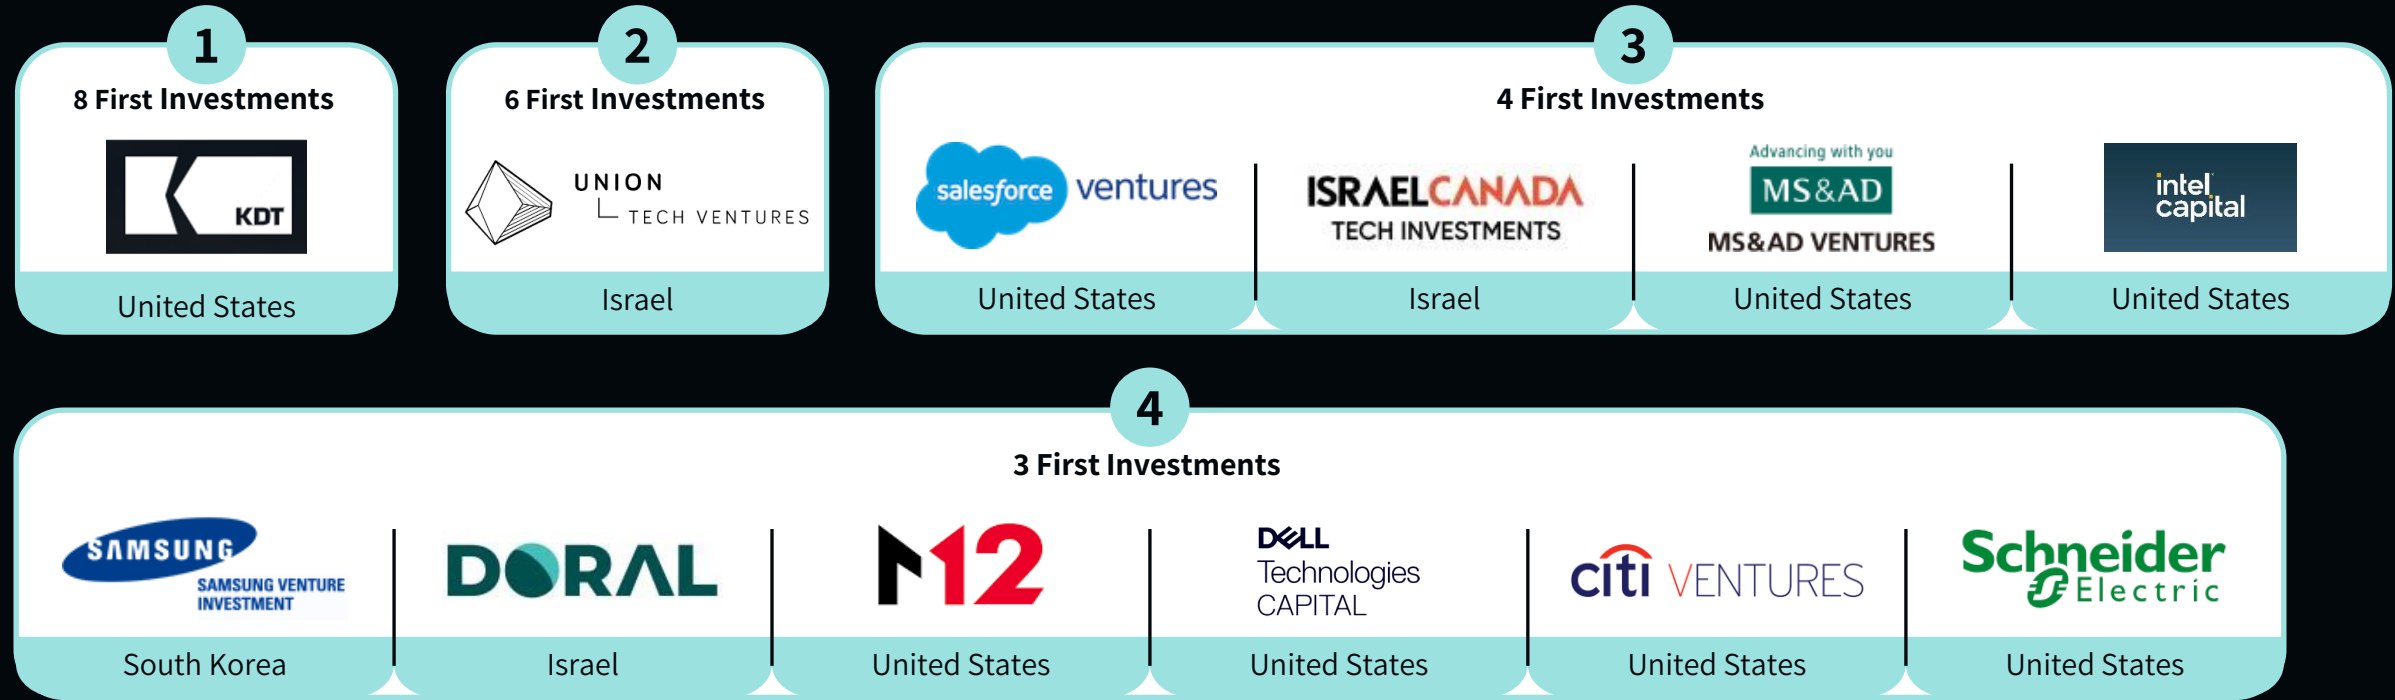 1
8 First Investments
KDT
United States
2
6 First Investments
UNION
TECH VENTURES
Israel
3
4 First Investments
salesforce ventures
United States
ISRAELCANADA
TECH INVESTMENTS
Israel
Advancing with you
MS&AD
MS&AD VENTURES
United States
intel
capital
United States
4
3 First Investments
SAMSUNG
SAMSUNG VENTURE
INVESTMENT
South Korea
DORAL
Israel
M12
United States
DELL
Technologies
CAPITAL
United States
citi VENTURES
United States
Schneider
Electric
United States